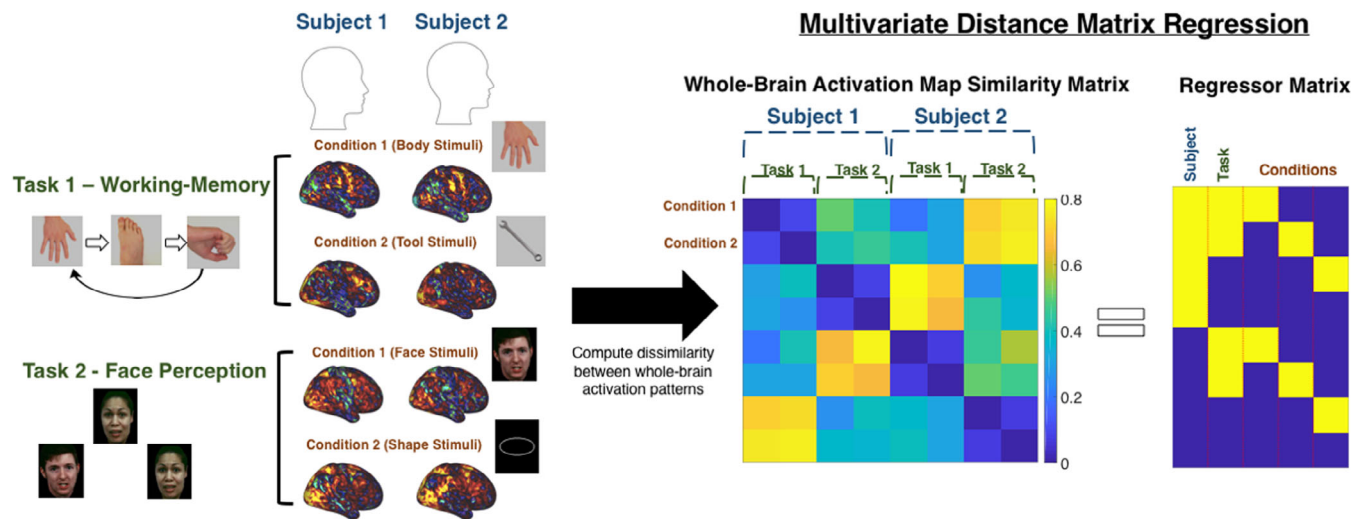 Subject 1 Subject 2
Multivariate Distance Matrix Regression
Whole-Brain Activation Map Similarity Matrix
Regressor Matrix
Subject 1 Subject 2
Task 1 Task 2 Task 1 Task 2
Subject
Task
Conditions
Condition 1 (Body Stimuli)
Task 1 – Working-Memory
Condition 2 (Tool Stimuli)
Condition 1
Condition 2
0.8
0.6
0.4
0.2
0
Compute dissimilarity
between whole-brain
activation patterns
Condition 1 (Face Stimuli)
Task 2 - Face Perception
Condition 2 (Shape Stimuli)